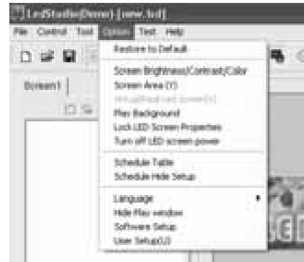 LedStudio(Demo)-[new.lsd]
File Control Tool Option Test Help
Restore to Default
Screen1
Screen Brightness/Contrast/Color
Screen Area (Y)
Play Background
Lock LED Screen Properties
Turn off LED screen power
Schedule Table
Schedule Hide Setup
Language
Hide Play window
Software Setup
User Setup(U)